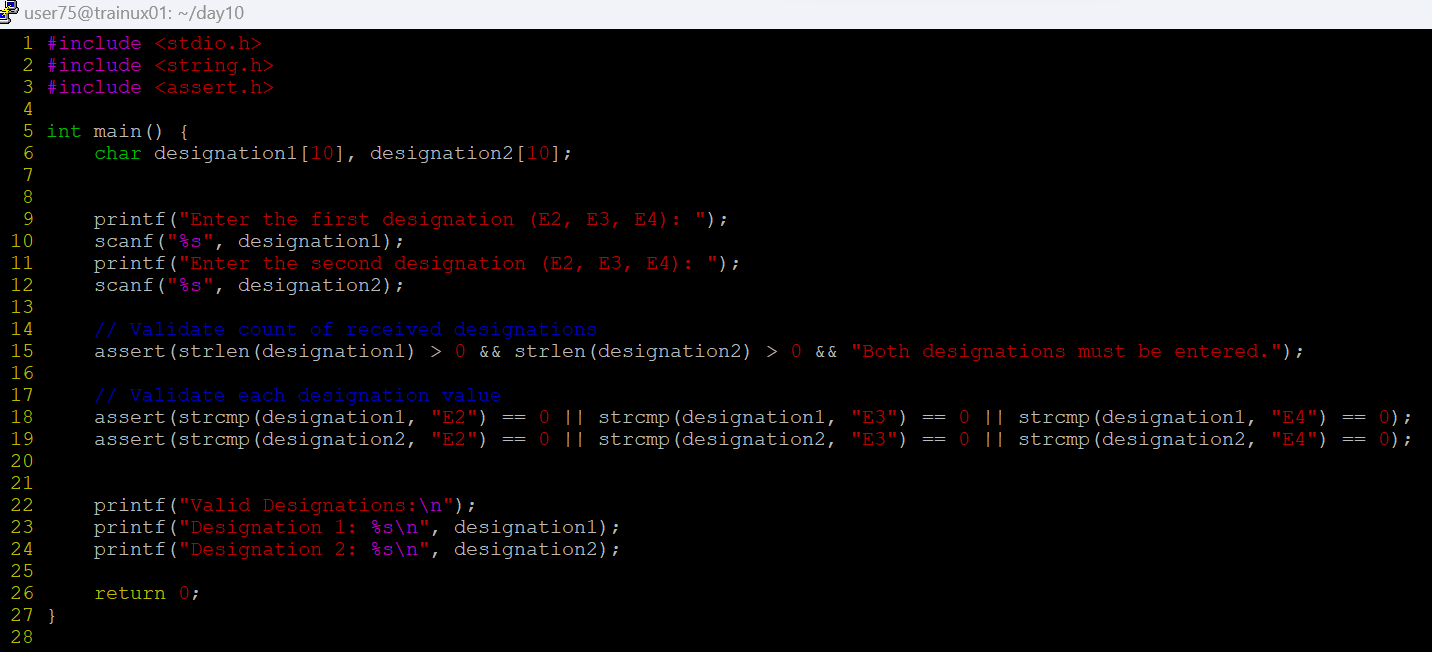 user75@trainux01: ~/day10
1 #include <stdio.h>
2 #include <string.h>
3 #include <assert.h>
4
5 int main() {
6     char designation1[10], designation2[10];
7
8
9     printf("Enter the first designation (E2, E3, E4): ");
10     scanf("%s", designation1);
11     printf("Enter the second designation (E2, E3, E4): ");
12     scanf("%s", designation2);
13
14     // Validate count of received designations
15     assert(strlen(designation1) > 0 && strlen(designation2) > 0 && "Both designations must be entered.");
16
17     // Validate each designation value
18     assert(strcmp(designation1, "E2") == 0 || strcmp(designation1, "E3") == 0 || strcmp(designation1, "E4") == 0);
19     assert(strcmp(designation2, "E2") == 0 || strcmp(designation2, "E3") == 0 || strcmp(designation2, "E4") == 0);
20
21
22     printf("Valid Designations:\n");
23     printf("Designation 1: %s\n", designation1);
24     printf("Designation 2: %s\n", designation2);
25
26     return 0;
27 }
28